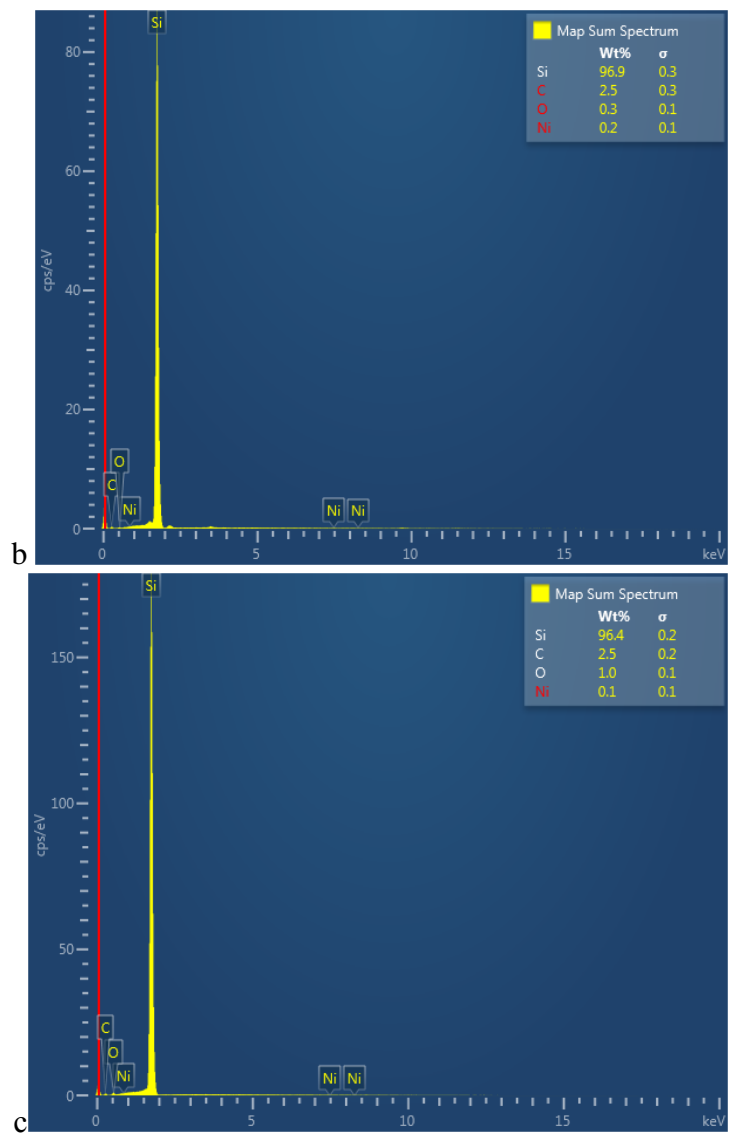 Si
Map Sum Spectrum
Wt% σ
Si 96.9 0.3
C 2.5 0.3
O 0.3 0.1
Ni 0.2 0.1
80
60
cps/eV
40
20
O
C
Ni
Ni Ni
0
0 5 10 15 keV
b
Si
Map Sum Spectrum
Wt% σ
Si 96.4 0.2
C 2.5 0.2
O 1.0 0.1
Ni 0.1 0.1
150
cps/eV
100
50
C
O
Ni
Ni Ni
0
0 5 10 15 keV
c